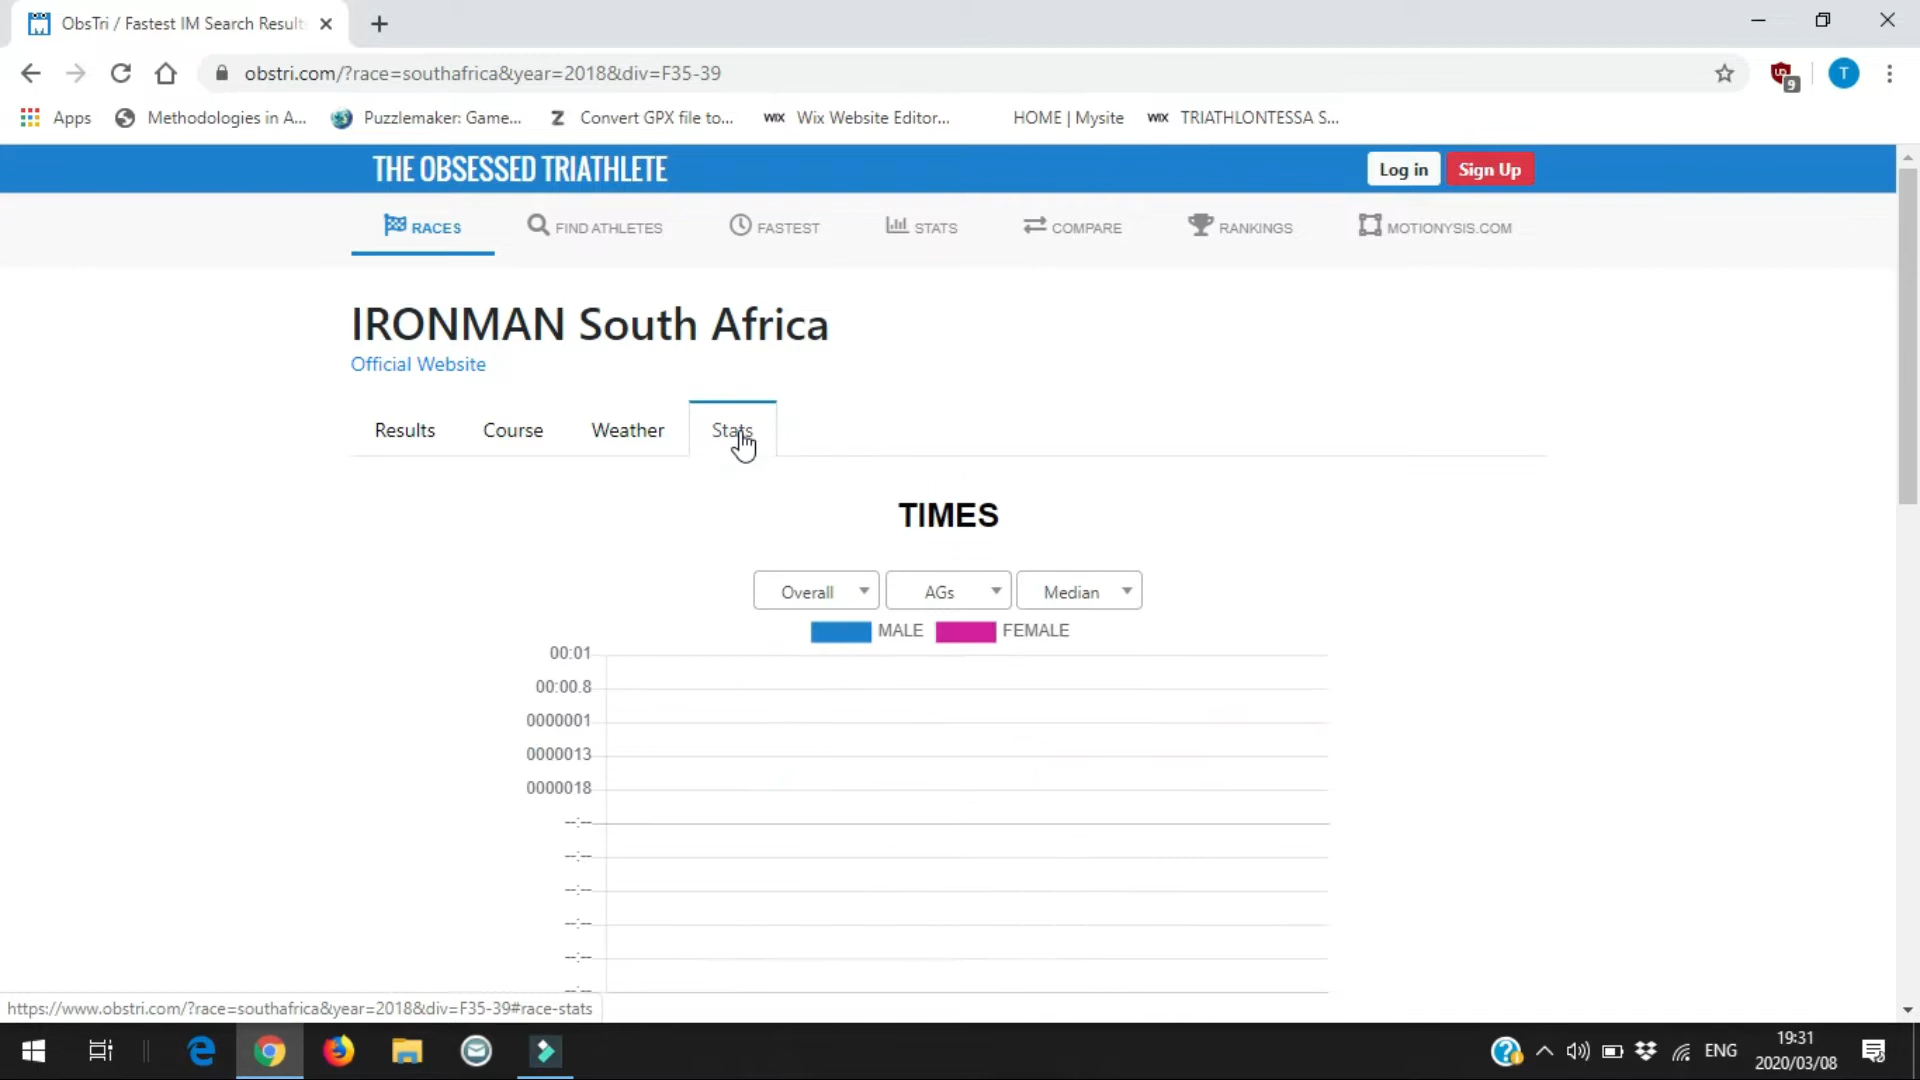 ObsTri / Fastest IM Search Result
obstri.com/?race=southafrica&year=2018&div=F35-39
9
T
Apps
Methodologies in A...
Puzzlemaker: Game...
Z Convert GPX file to...
WIX Wix Website Editor...
HOME | Mysite
WIX TRIATHLONTESSA S...
THE OBSESSED TRIATHLETE
Log in
Sign Up
RACES
FIND ATHLETES
FASTEST
STATS
COMPARE
RANKINGS
MOTIONYSIS.COM
IRONMAN South Africa
Official Website
Results
Course
Weather
Stats
TIMES
Overall
AGs
Median
MALE
FEMALE
00:01
00:00.8
0000001
0000013
0000018
--:--
--:--
--:--
--:--
--:--
--:--
https://www.obstri.com/?race=southafrica&year=2018&div=F35-39#race-stats
ENG
19:31
2020/03/08